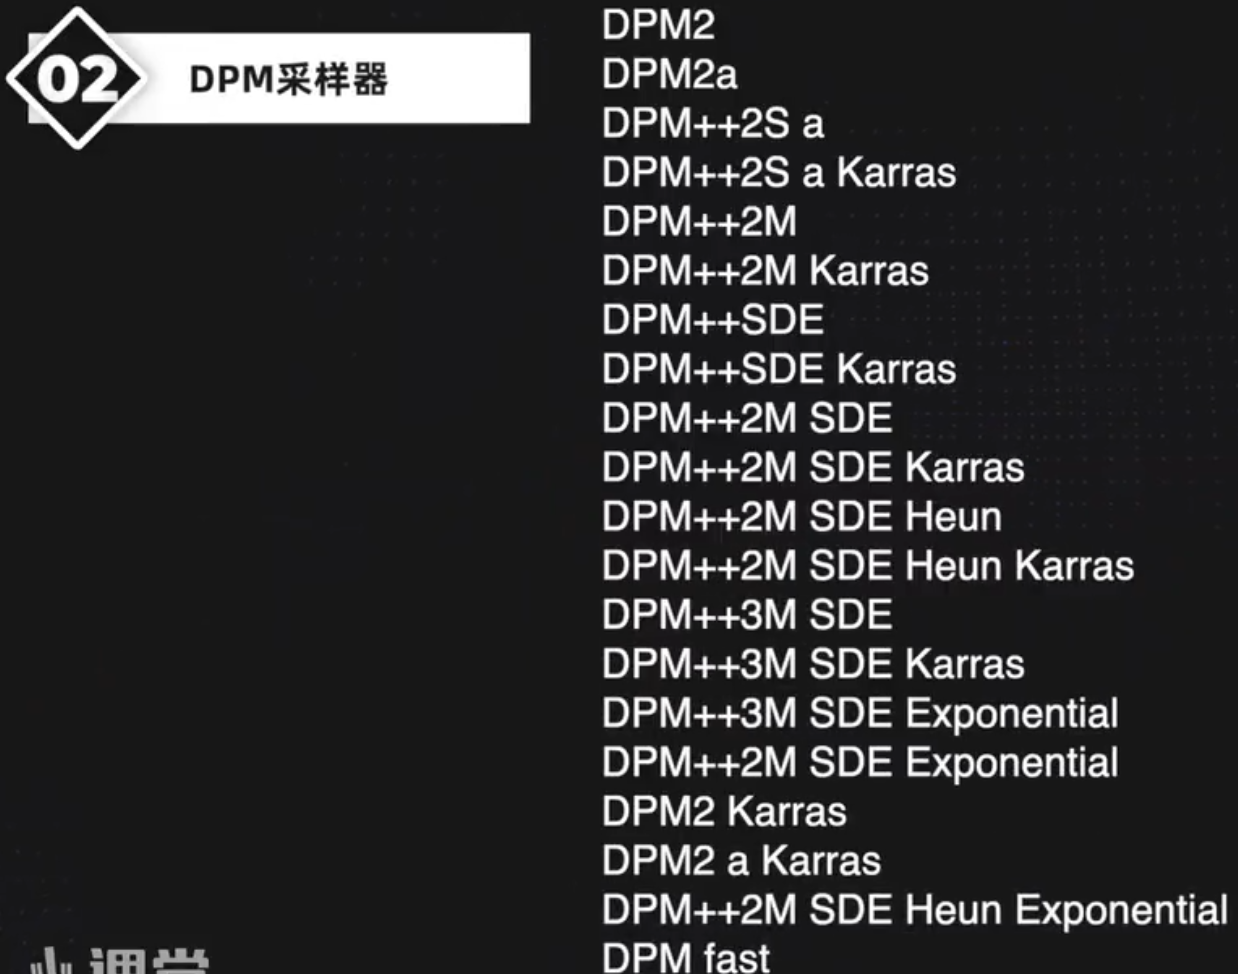 02
DPM采样器
DPM2
DPM2a
DPM++2S a
DPM++2S a Karras
DPM++2M
DPM++2M Karras
DPM++SDE
DPM++SDE Karras
DPM++2M SDE
DPM++2M SDE Karras
DPM++2M SDE Heun
DPM++2M SDE Heun Karras
DPM++3M SDE
DPM++3M SDE Karras
DPM++3M SDE Exponential
DPM++2M SDE Exponential
DPM2 Karras
DPM2 a Karras
DPM++2M SDE Heun Exponential
DPM fast
课堂